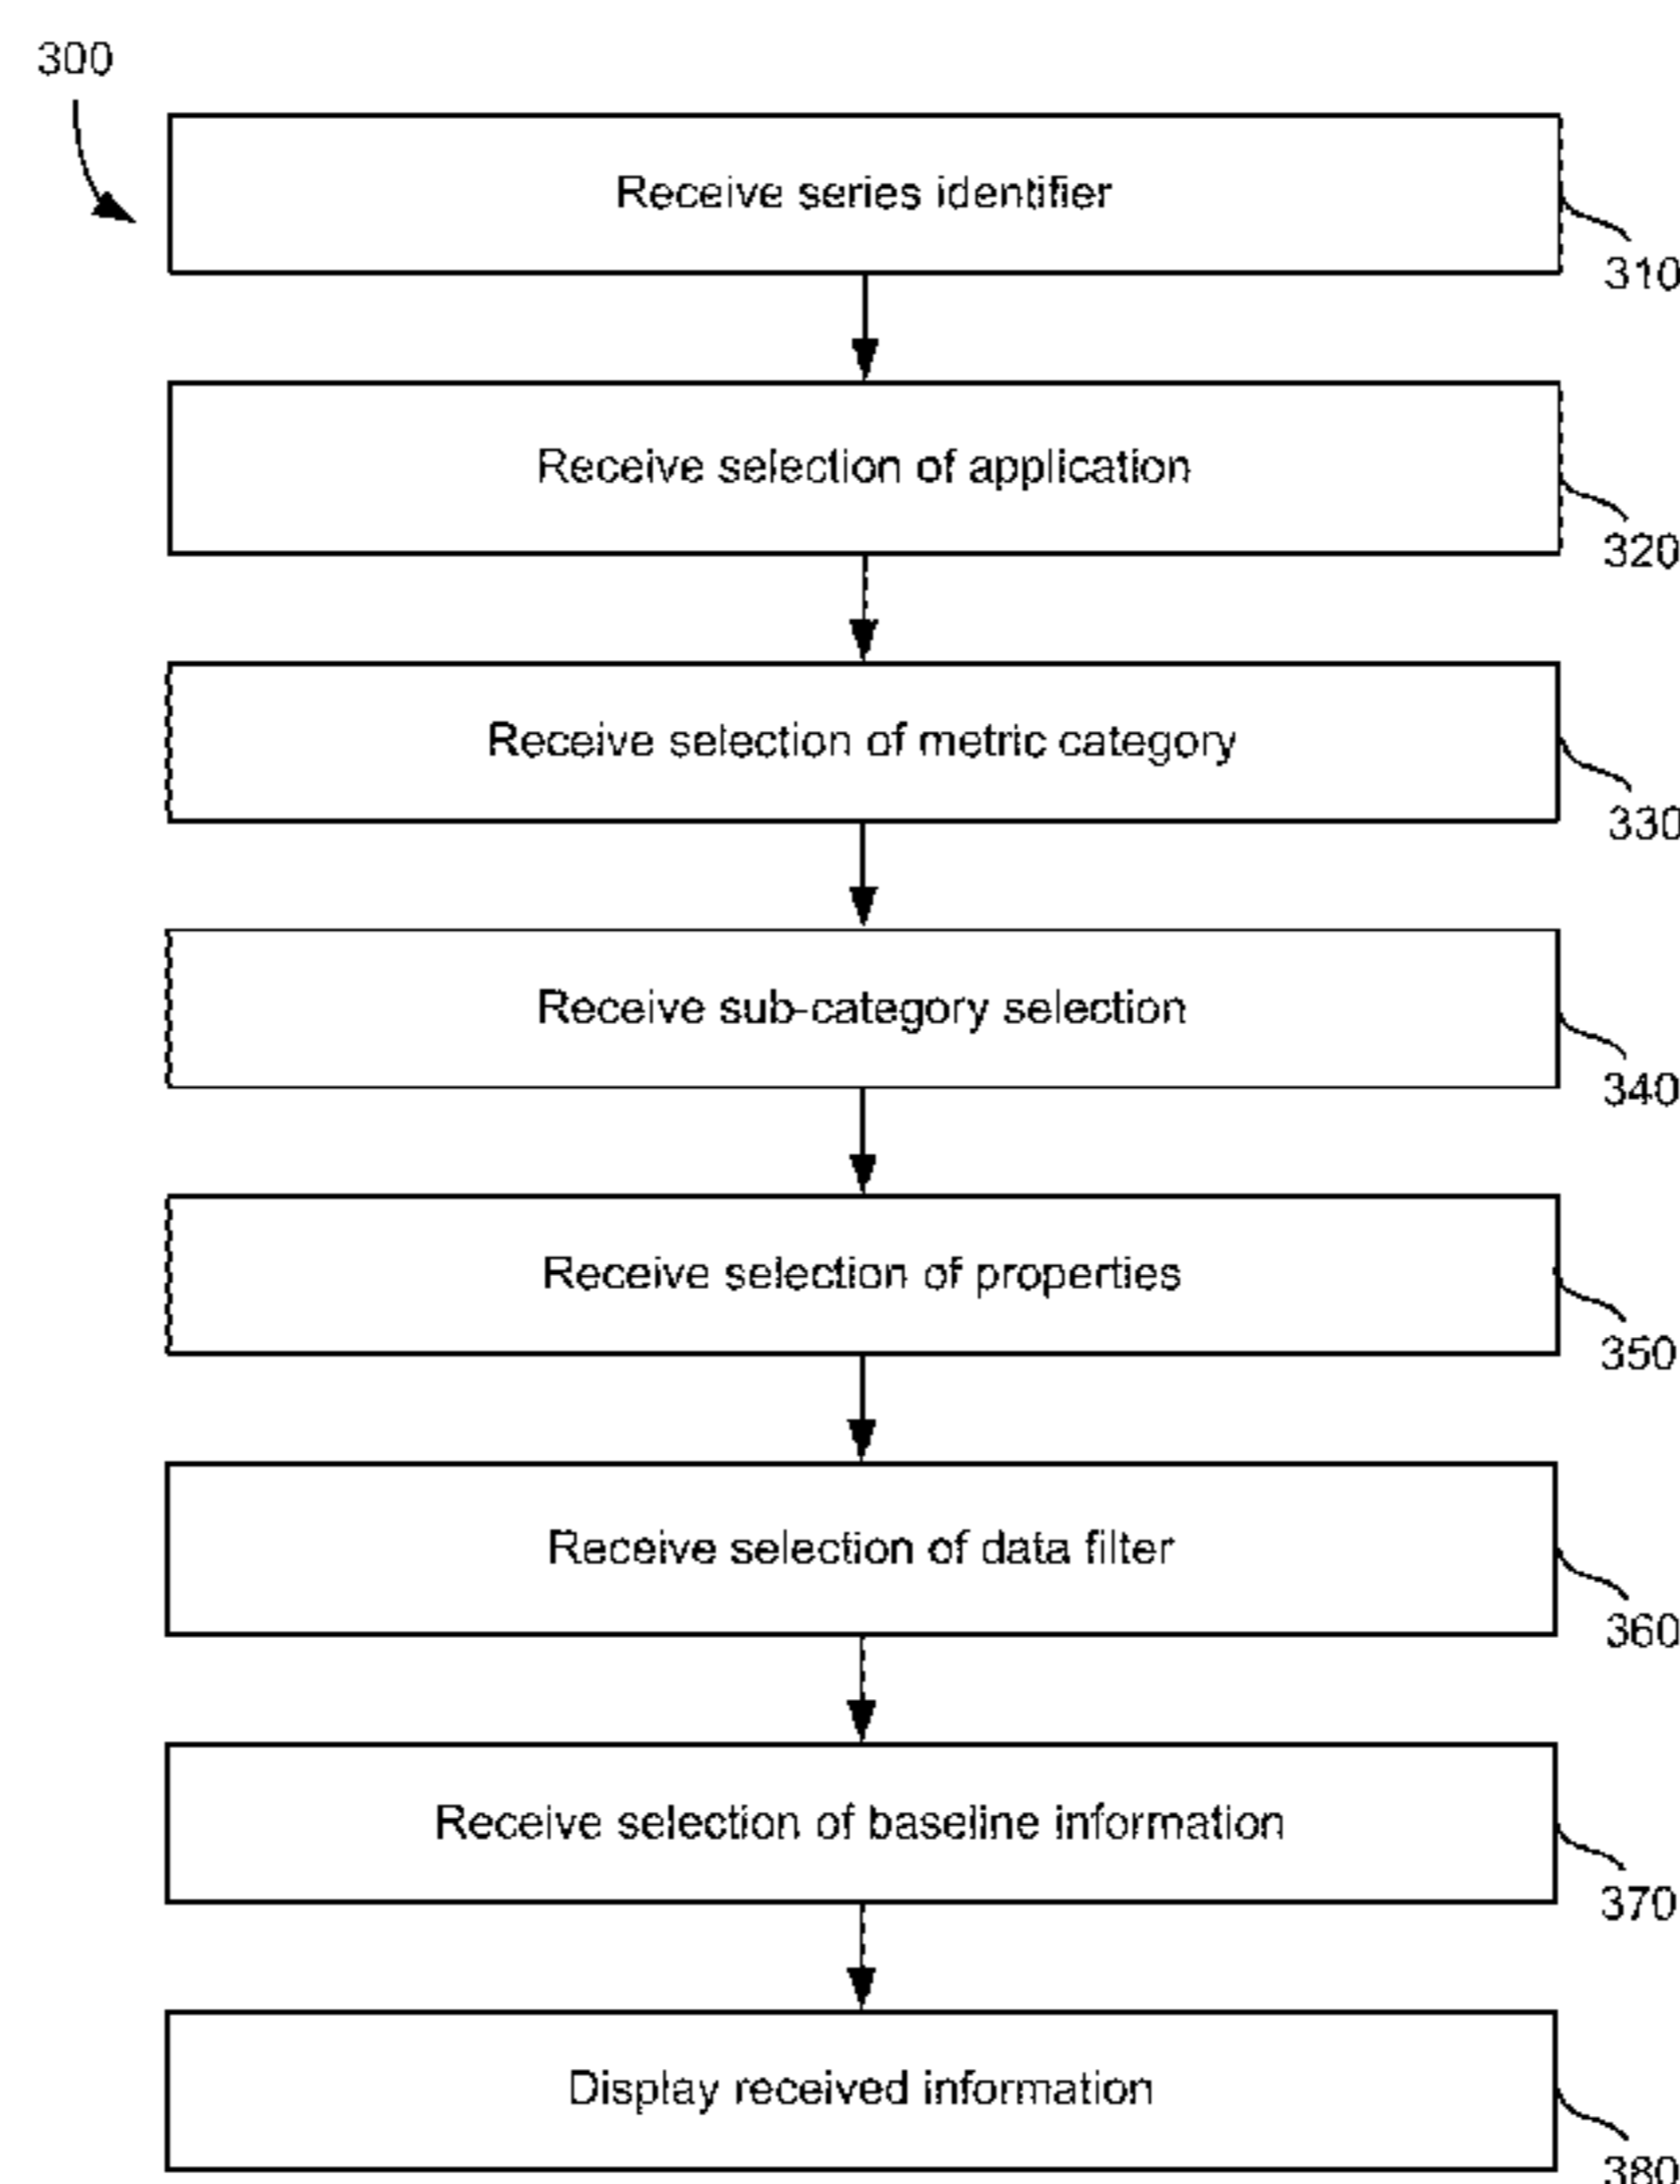 300
Receive series identifier
310
Receive selection of application
320
Receive selection of metric category
330
Receive sub-category selection
340
Receive selection of properties
350
Receive selection of data filter
360
Receive selection of baseline information
370
Display received information
380